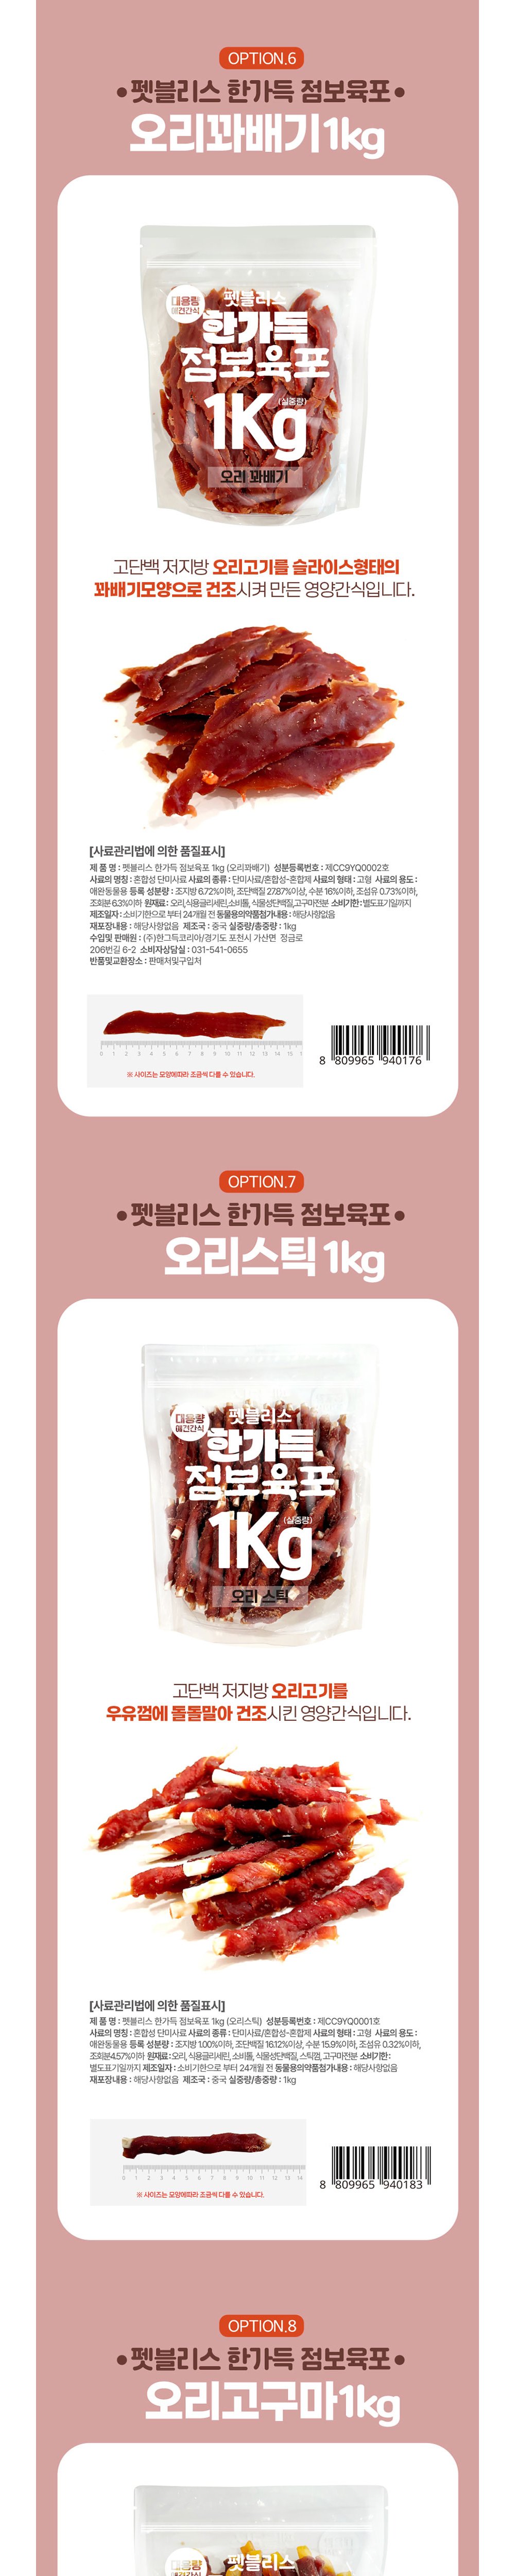 OPTION.6
•펫블리스 한가득 점보육포•
오리꽈배기1kg
대용량
애견간식
펫블리스
한가득
점보육포
1Kg
(실중량)
오리 꽈배기
고단백 저지방 오리고기를 슬라이스형태의
꽈배기모양으로 건조시켜 만든 영양간식입니다.
[사료관리법에 의한 품질표시]
제 품 명 : 펫블리스 한가득 점보육포 1kg (오리꽈배기) 성분등록번호 : 제CC9YQ0002호
사료의 명칭 : 혼합성 단미사료 사료의 종류 : 단미사료/혼합성-혼합제 사료의 형태 : 고형 사료의 용도 :
애완동물용 등록 성분량 : 조지방 6.72%이하, 조단백질 27.87%이상, 수분 16%이하, 조섬유 0.73%이하,
조회분 6.3%이하 원재료 : 오리,식용글리세린,소비톨, 식물성단백질,고구마전분 소비기한 : 별도표기일까지
제조일자 : 소비기한으로 부터 24개월 전 동물용의약품첨가내용 : 해당사항없음
재포장내용 : 해당사항없음 제조국 : 중국 실중량/총중량 : 1kg
수입및 판매원 : (주)한그득코리아/경기도 포천시 가산면 정금로
206번길 6-2 소비자상담실 : 031-541-0655
반품및교환장소 : 판매처및구입처
0 1 2 3 4 5 6 7 8 9 10 11 12 13 14 15 1
※ 사이즈는 모양에따라 조금씩 다를 수 있습니다.
8 809965 940176
OPTION.7
•펫블리스 한가득 점보육포•
오리스틱 1kg
대용량
애견간식
펫블리스
한가득
점보육포
1Kg
(실중량)
오리 스틱
고단백 저지방 오리고기를
우유껌에 돌돌말아 건조시킨 영양간식입니다.
[사료관리법에 의한 품질표시]
제 품 명 : 펫블리스 한가득 점보육포 1kg (오리스틱) 성분등록번호 : 제CC9YQ0001호
사료의 명칭 : 혼합성 단미사료 사료의 종류 : 단미사료/혼합성-혼합제 사료의 형태 : 고형 사료의 용도 :
애완동물용 등록 성분량 : 조지방 1.00%이하, 조단백질 16.12%이상, 수분 15.9%이하, 조섬유 0.32%이하,
조회분4.57%이하 원재료 : 오리, 식용글리세린, 소비톨, 식물성단백질, 스틱껌, 고구마전분 소비기한 :
별도표기일까지 제조일자 : 소비기한으로 부터 24개월 전 동물용의약품첨가내용 : 해당사항없음
재포장내용 : 해당사항없음 제조국 : 중국 실중량/총중량 : 1kg
0 1 2 3 4 5 6 7 8 9 10 11 12 13 14
※ 사이즈는 모양에따라 조금씩 다를 수 있습니다.
8 809965 940183
OPTION.8
•펫블리스 한가득 점보육포•
오리고구마1kg
대용량
애견간식
펫블리스